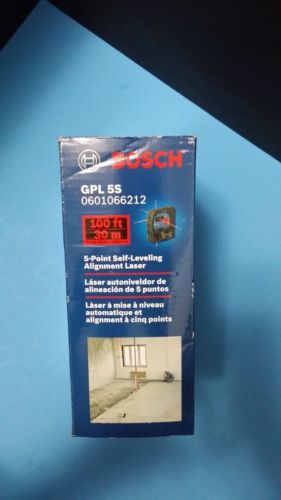 BOSCH
GPL 5S
0601066212
100 ft
30 m
5-Point Self-Leveling
Alignment Laser
Láser autonivelador de
alineación de 5 puntos
Láser à mise à niveau
automatique et
alignment à cinq points